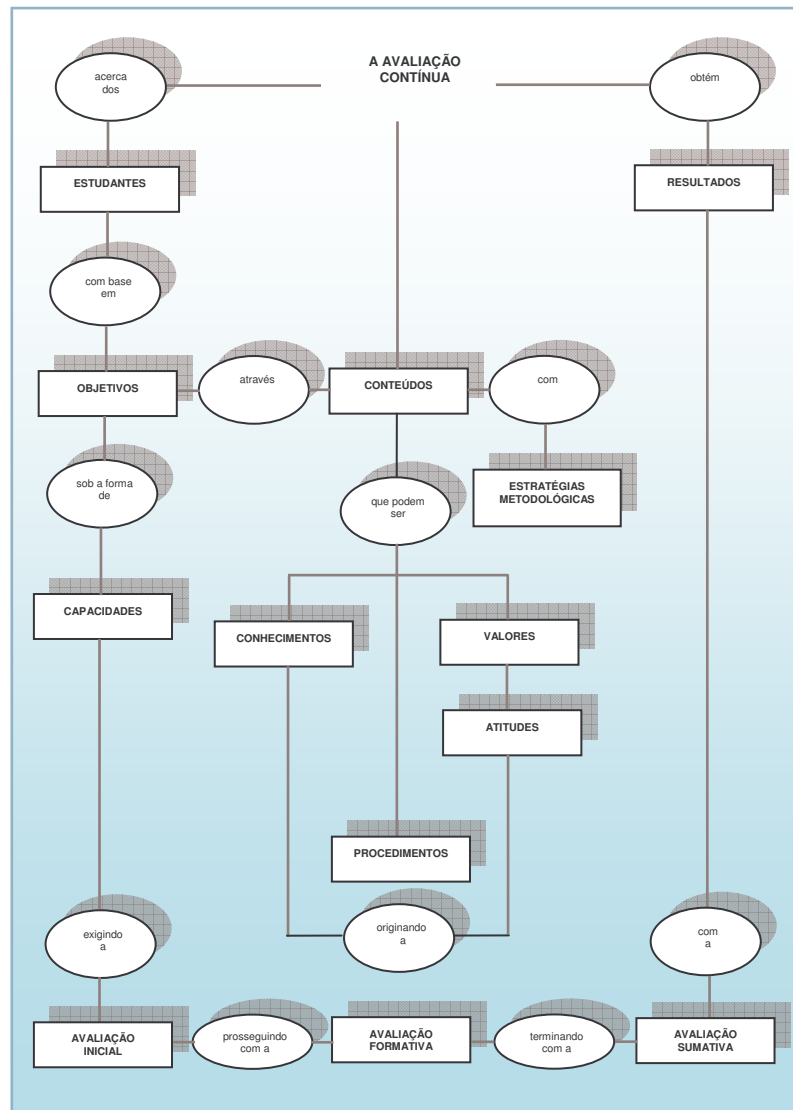 A AVALIAÇÃO
CONTÍNUA
acerca
dos
obtém
ESTUDANTES
RESULTADOS
com base
em
OBJETIVOS
através
CONTEÚDOS
com
sob a forma
de
que podem
ser
ESTRATÉGIAS
METODOLÓGICAS
CAPACIDADES
CONHECIMENTOS
VALORES
ATITUDES
PROCEDIMENTOS
exigindo
a
originando
a
com
a
AVALIAÇÃO
INICIAL
prosseguindo
com a
AVALIAÇÃO
FORMATIVA
terminando
com a
AVALIAÇÃO
SUMATIVA